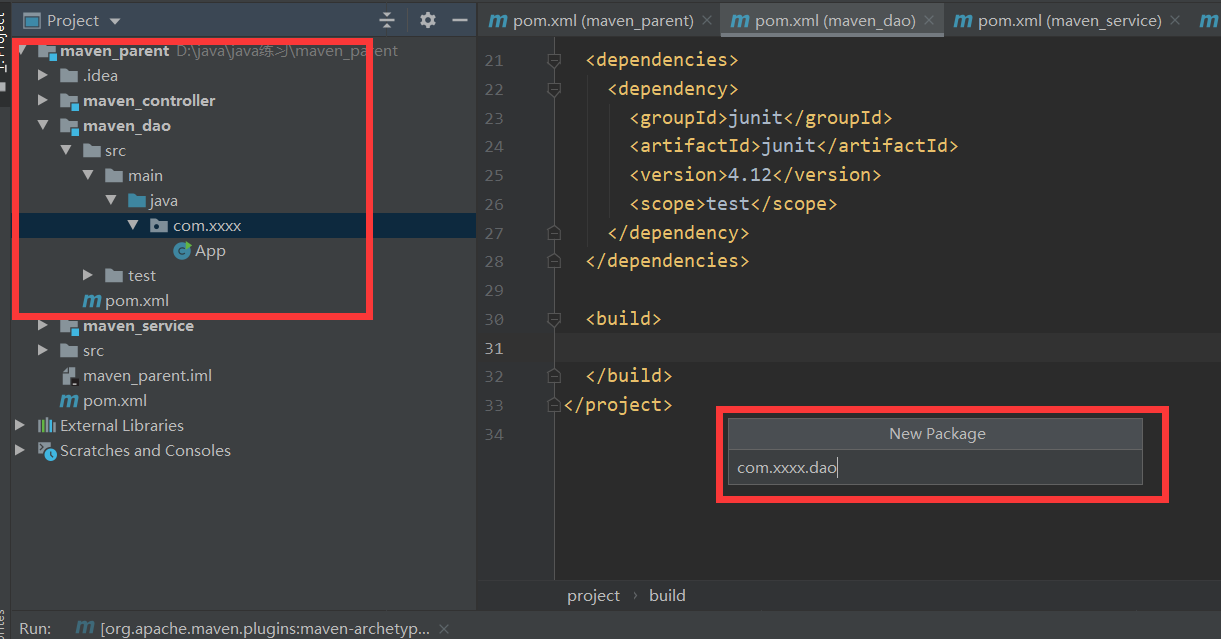 Project
maven_parent D:\java\java练习\maven_parent
.idea
maven_controller
maven_dao
src
main
java
com.xxxx
App
test
pom.xml
maven_service
src
maven_parent.iml
pom.xml
External Libraries
Scratches and Consoles
pom.xml (maven_parent)
pom.xml (maven_dao)
pom.xml (maven_service)
21 <dependencies>
22 <dependency>
23 <groupId>junit</groupId>
24 <artifactId>junit</artifactId>
25 <version>4.12</version>
26 <scope>test</scope>
27 </dependency>
28 </dependencies>
29
30 <build>
31
32 </build>
33 </project>
34
New Package
com.xxxx.dao
project › build
Run: [org.apache.maven.plugins:maven-archetyp...